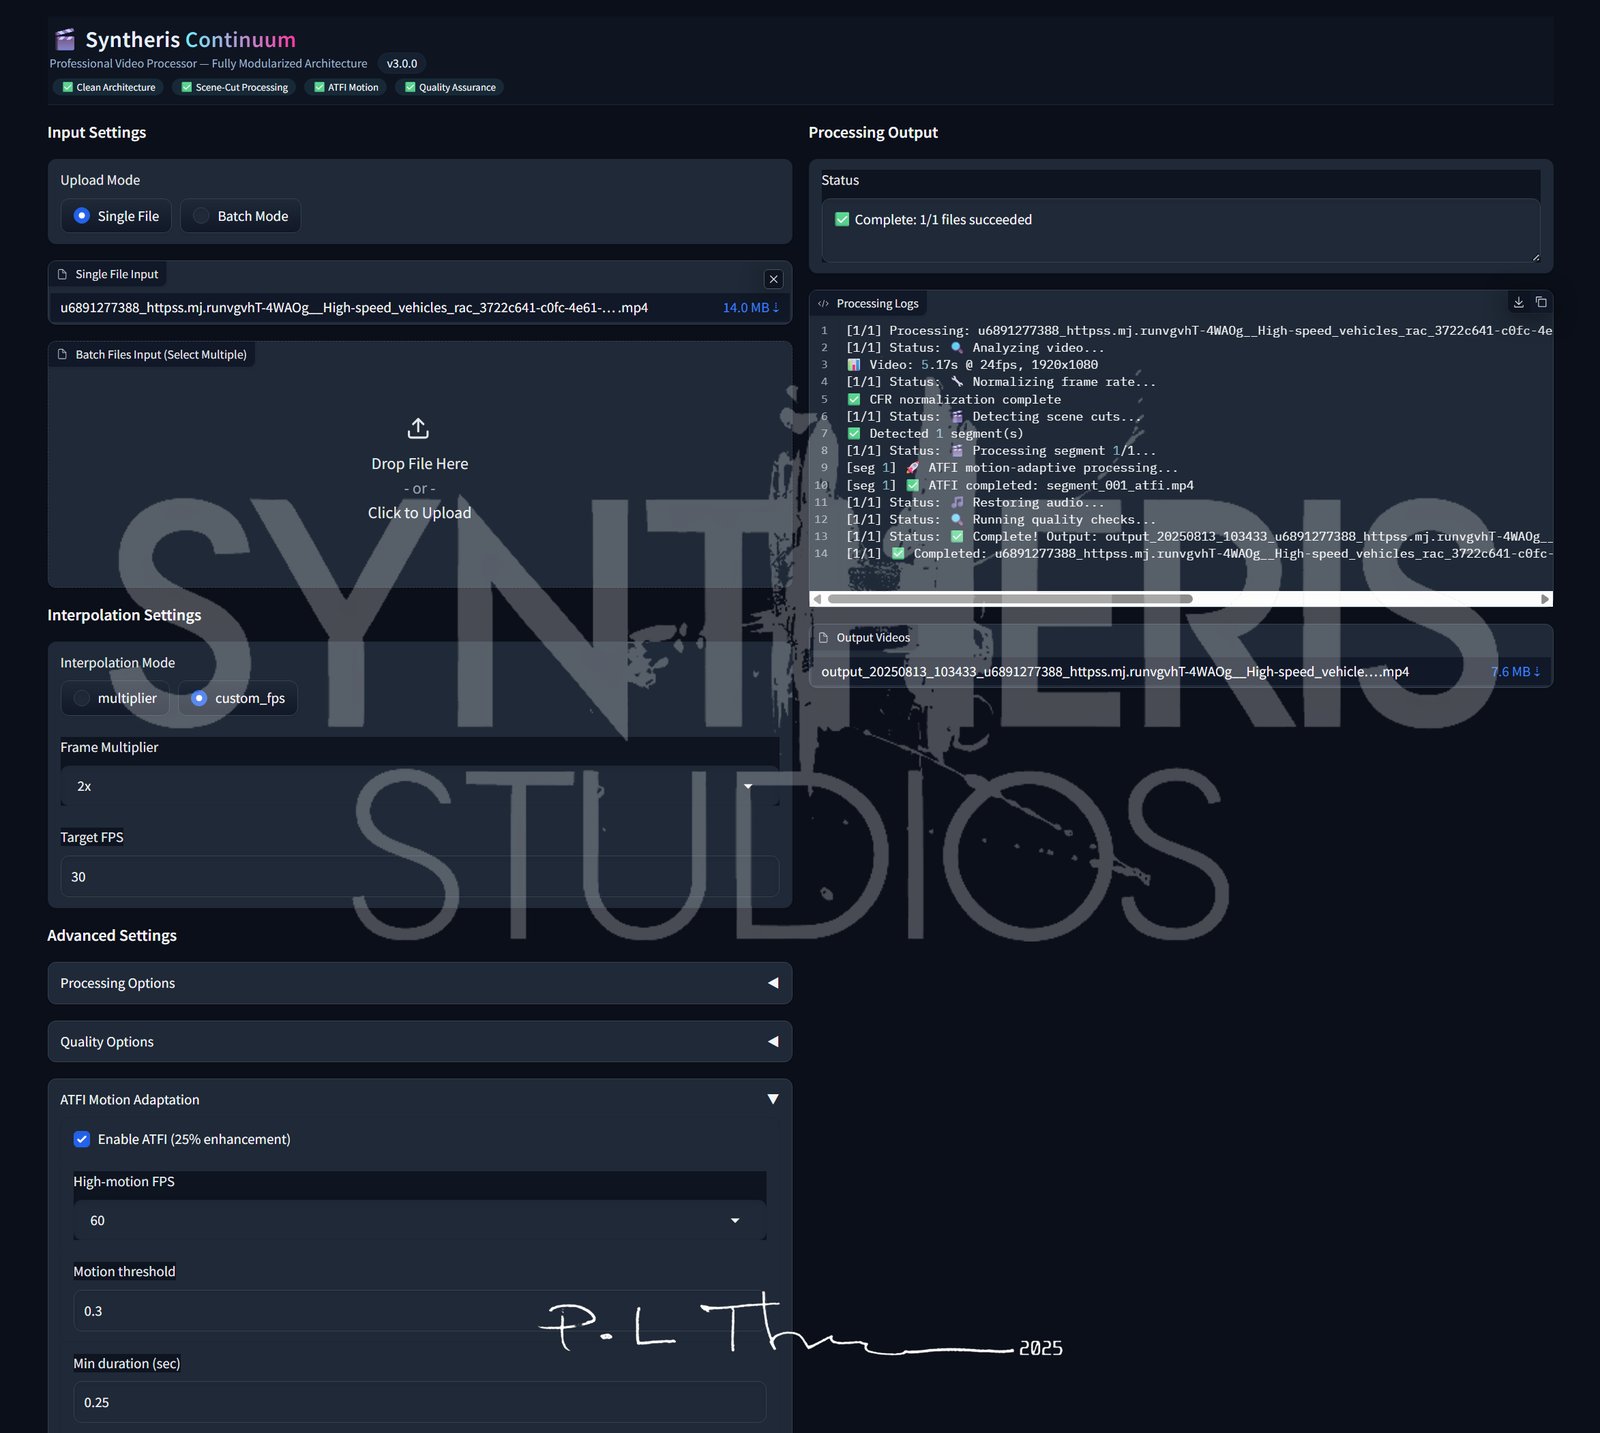 Syntheris Continuum
Professional Video Processor — Fully Modularized Architecture v3.0.0
✅ Clean Architecture ✅ Scene-Cut Processing ✅ ATFI Motion ✅ Quality Assurance
Input Settings
Upload Mode
Single File Batch Mode
Single File Input
u6891277388_httpss.mj.runvgvhT-4WAOg__High-speed_vehicles_rac_3722c641-c0fc-4e61-....mp4 14.0 MB ↓
Batch Files Input (Select Multiple)
Drop File Here
- or -
Click to Upload
Interpolation Settings
Interpolation Mode
multiplier custom_fps
Frame Multiplier
2x
Target FPS
30
Advanced Settings
Processing Options
Quality Options
ATFI Motion Adaptation
Enable ATFI (25% enhancement)
High-motion FPS
60
Motion threshold
0.3
Min duration (sec)
0.25
Processing Output
Status
✅ Complete: 1/1 files succeeded
Processing Logs
1 [1/1] Processing: u6891277388_httpss.mj.runvgvhT-4WAOg__High-speed_vehicles_rac_3722c641-c0fc-4e
2 [1/1] Status: 🔍 Analyzing video...
3 📊 Video: 5.17s @ 24fps, 1920x1080
4 [1/1] Status: 🔧 Normalizing frame rate...
5 ✅ CFR normalization complete
6 [1/1] Status: 🎬 Detecting scene cuts...
7 ✅ Detected 1 segment(s)
8 [1/1] Status: 🎬 Processing segment 1/1...
9 [seg 1] 🚀 ATFI motion-adaptive processing...
10 [seg 1] ✅ ATFI completed: segment_001_atfi.mp4
11 [1/1] Status: 🎵 Restoring audio...
12 [1/1] Status: 🔍 Running quality checks...
13 [1/1] Status: ✅ Complete! Output: output_20250813_103433_u6891277388_httpss.mj.runvgvhT-4WAOg__
14 [1/1] ✅ Completed: u6891277388_httpss.mj.runvgvhT-4WAOg__High-speed_vehicles_rac_3722c641-c0fc-
Output Videos
output_20250813_103433_u6891277388_httpss.mj.runvgvhT-4WAOg__High-speed_vehicle....mp4 7.6 MB ↓
SYNTHERIS
STUDIOS
P. L 2025